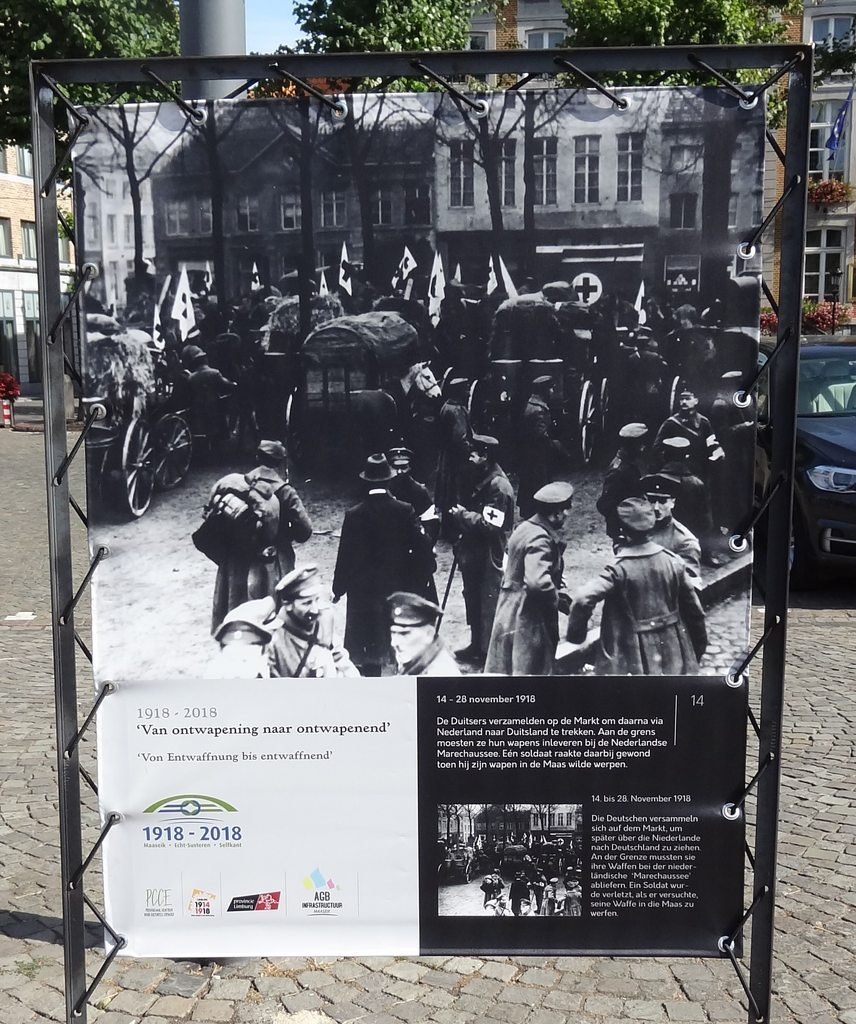 1918 - 2018
'Van ontwapening naar ontwapenend'
'Von Entwaffnung bis entwaffnend'
1918 - 2018
Maaseik • Echt-Susteren • Selfkant
PCCE
1914
1918
provincie
Limburg
AGB
INFRASTRUCTUUR
MAASEIK
14 - 28 november 1918
14
De Duitsers verzamelden op de Markt om daarna via
Nederland naar Duitsland te trekken. Aan de grens
moesten ze hun wapens inleveren bij de Nederlandse
Marechaussee. Eén soldaat raakte daarbij gewond
toen hij zijn wapen in de Maas wilde werpen.
14. bis 28. November 1918
Die Deutschen versammeln
sich auf dem Markt, um
später über die Niederlande
nach Deutschland zu ziehen.
An der Grenze mussten sie
ihre Waffen bei der nieder-
ländische 'Marechaussee'
abliefern. Ein Soldat wur-
de verletzt, als er versuchte,
seine Waffe in die Maas zu
werfen.